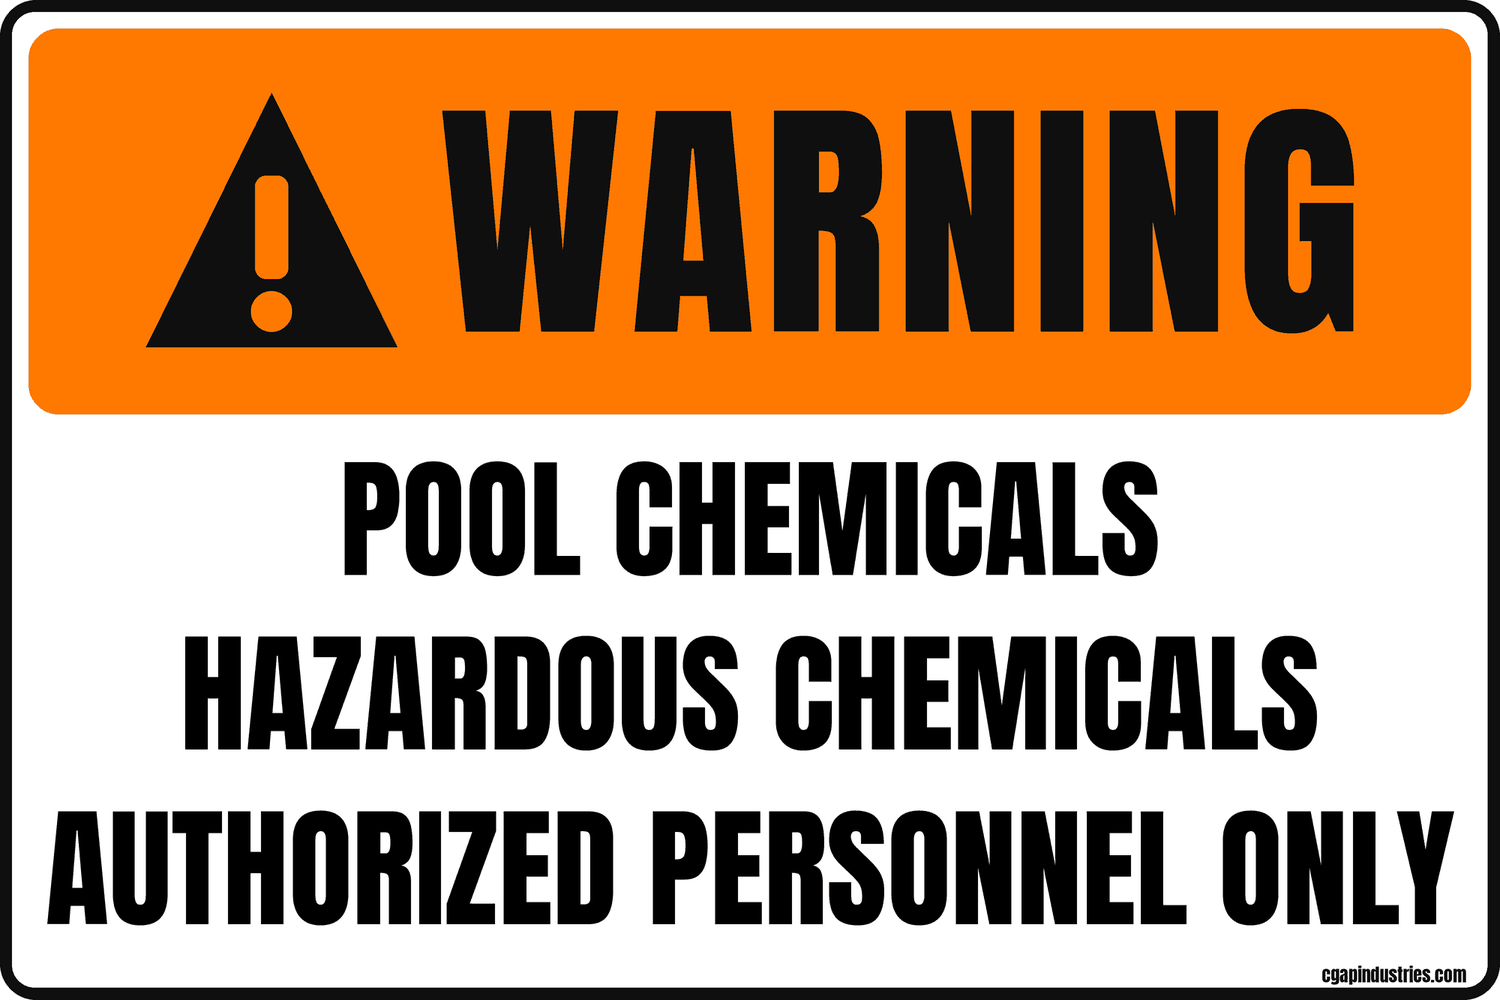 WARNING
POOL CHEMICALS
HAZARDOUS CHEMICALS
AUTHORIZED PERSONNEL ONLY
cgapindustries.com